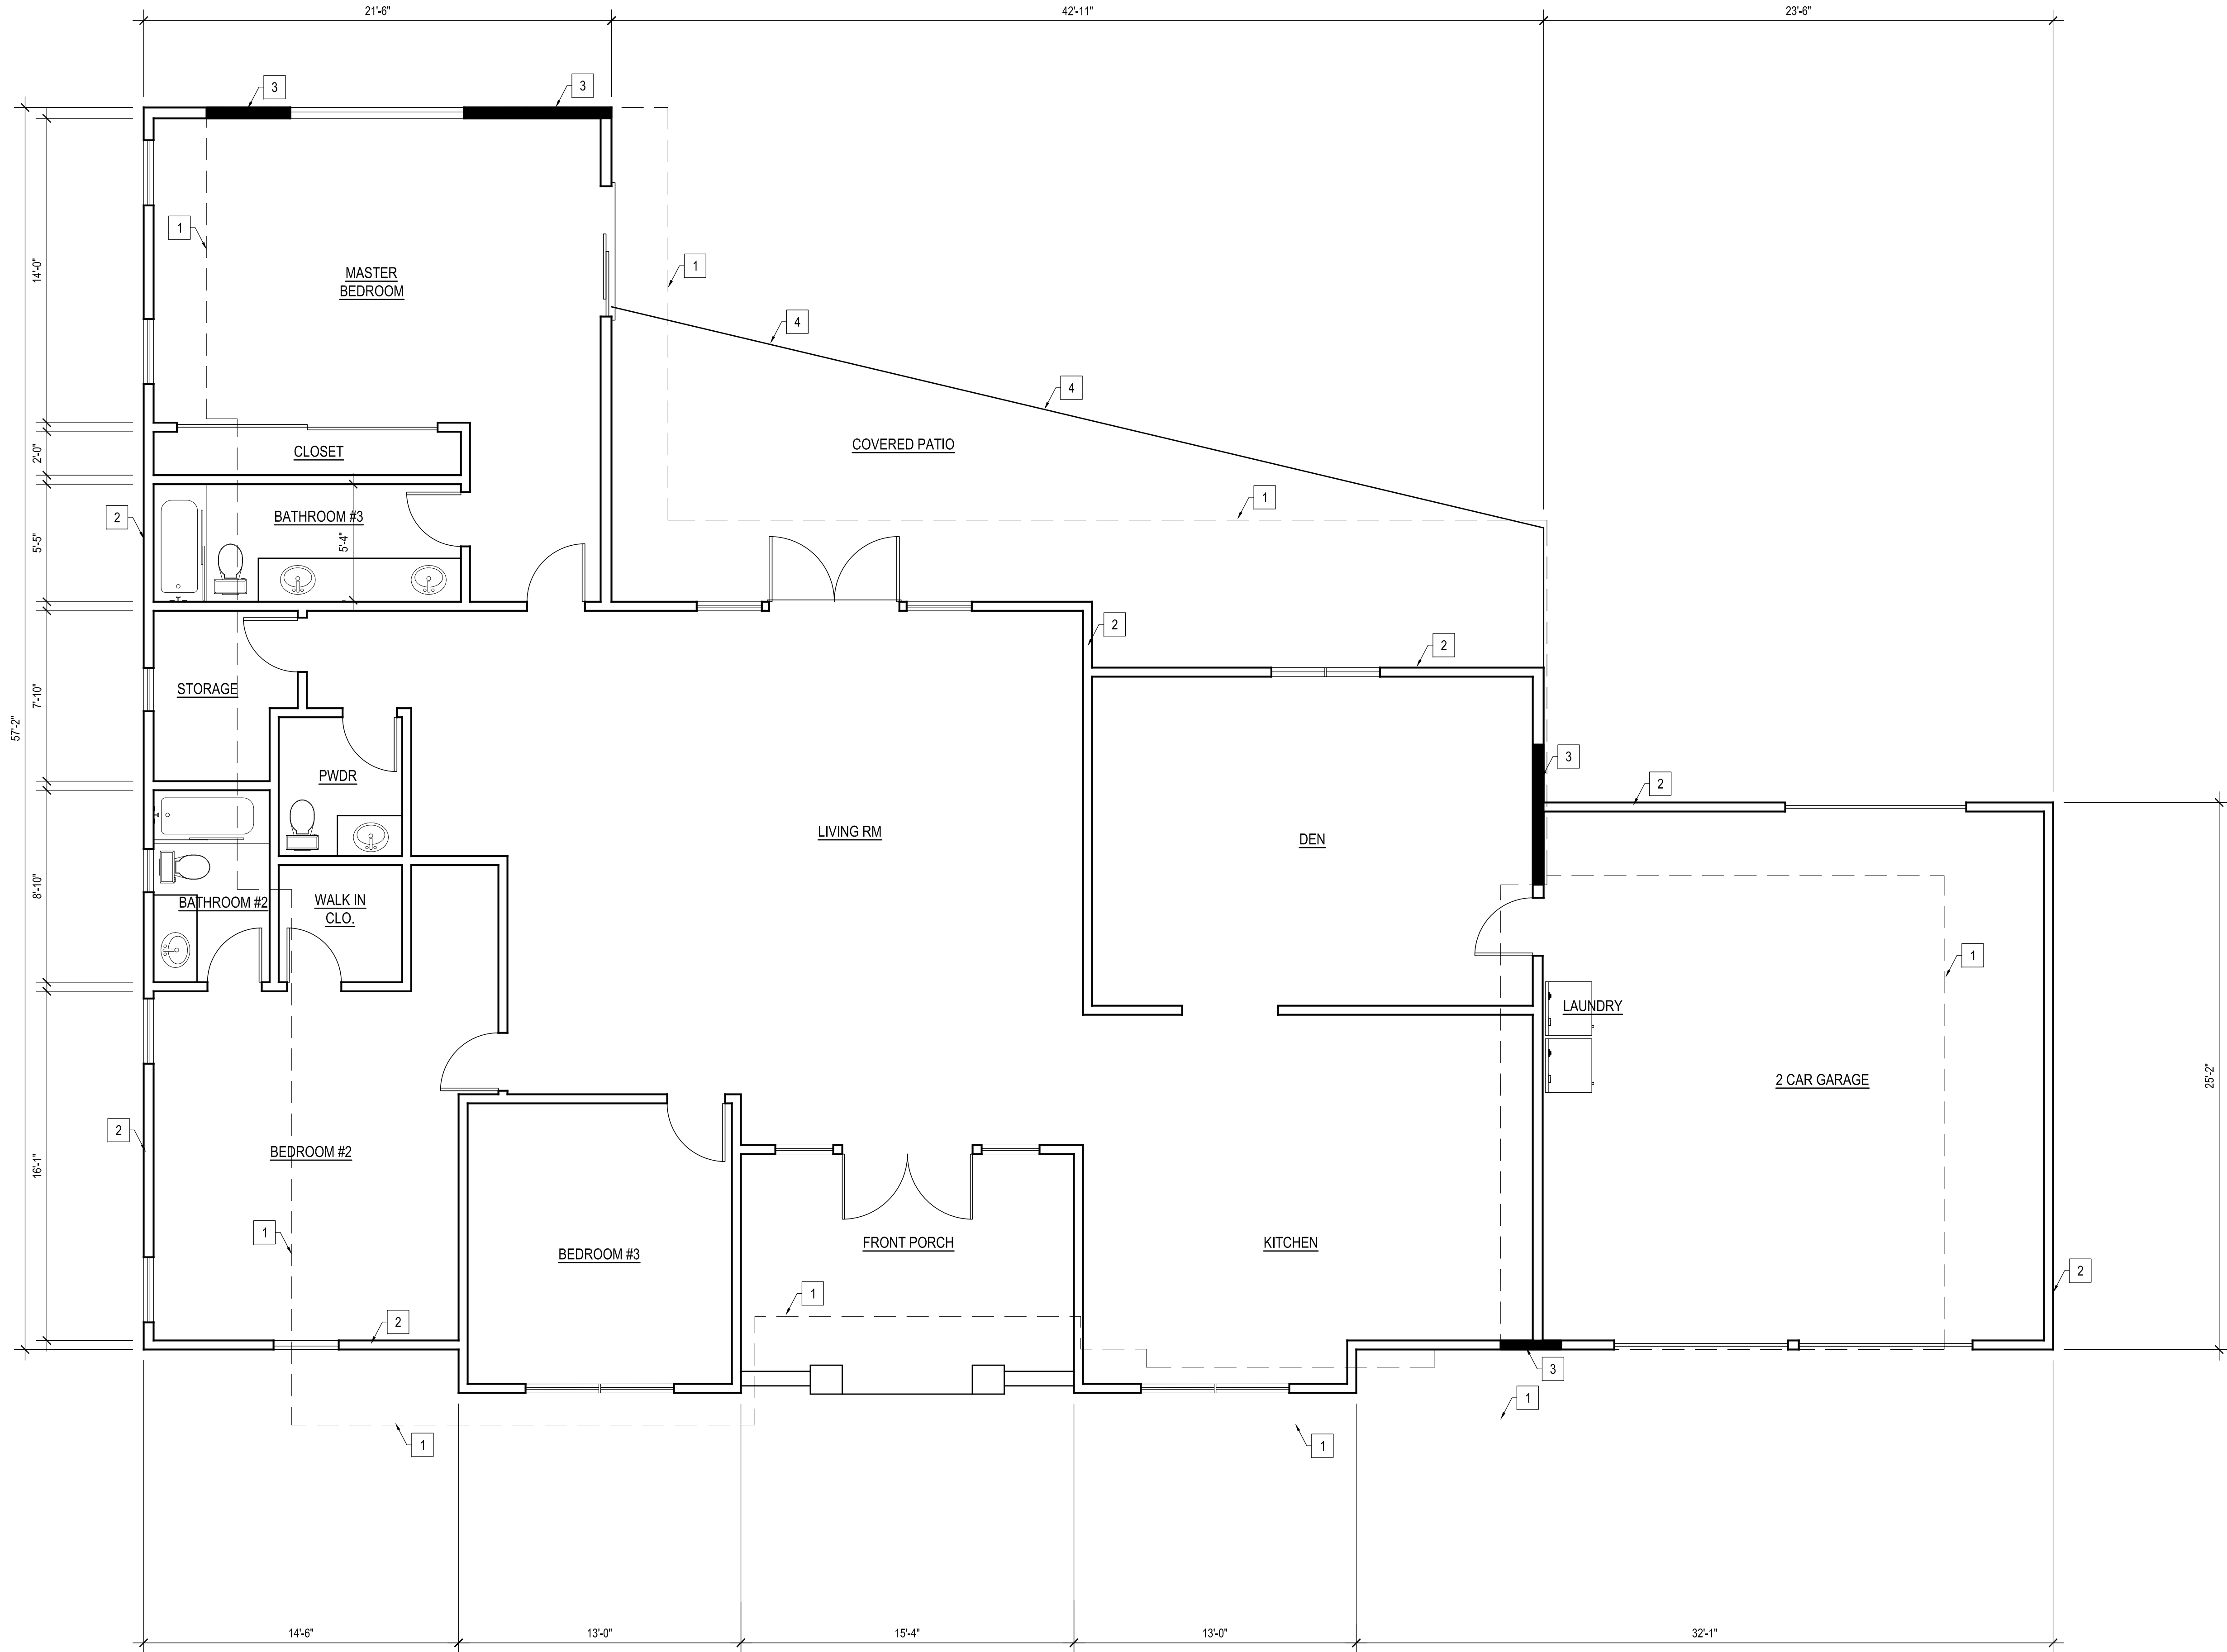 21'-6"
42'-11"
23'-6"
3
3
1
1
14'-0"
MASTER
BEDROOM
4
4
COVERED PATIO
2'-0"
CLOSET
1
2
BATHROOM #3
5'-5"
5'-4"
2
2
STORAGE
7'-10"
57'-2"
3
PWDR
2
LIVING RM
DEN
8'-10"
WALK IN
CLO.
BATHROOM #2
1
LAUNDRY
2 CAR GARAGE
25'-2"
2
BEDROOM #2
16'-1"
1
BEDROOM #3
FRONT PORCH
KITCHEN
2
1
2
3
1
1
1
14'-6"
13'-0"
15'-4"
13'-0"
32'-1"